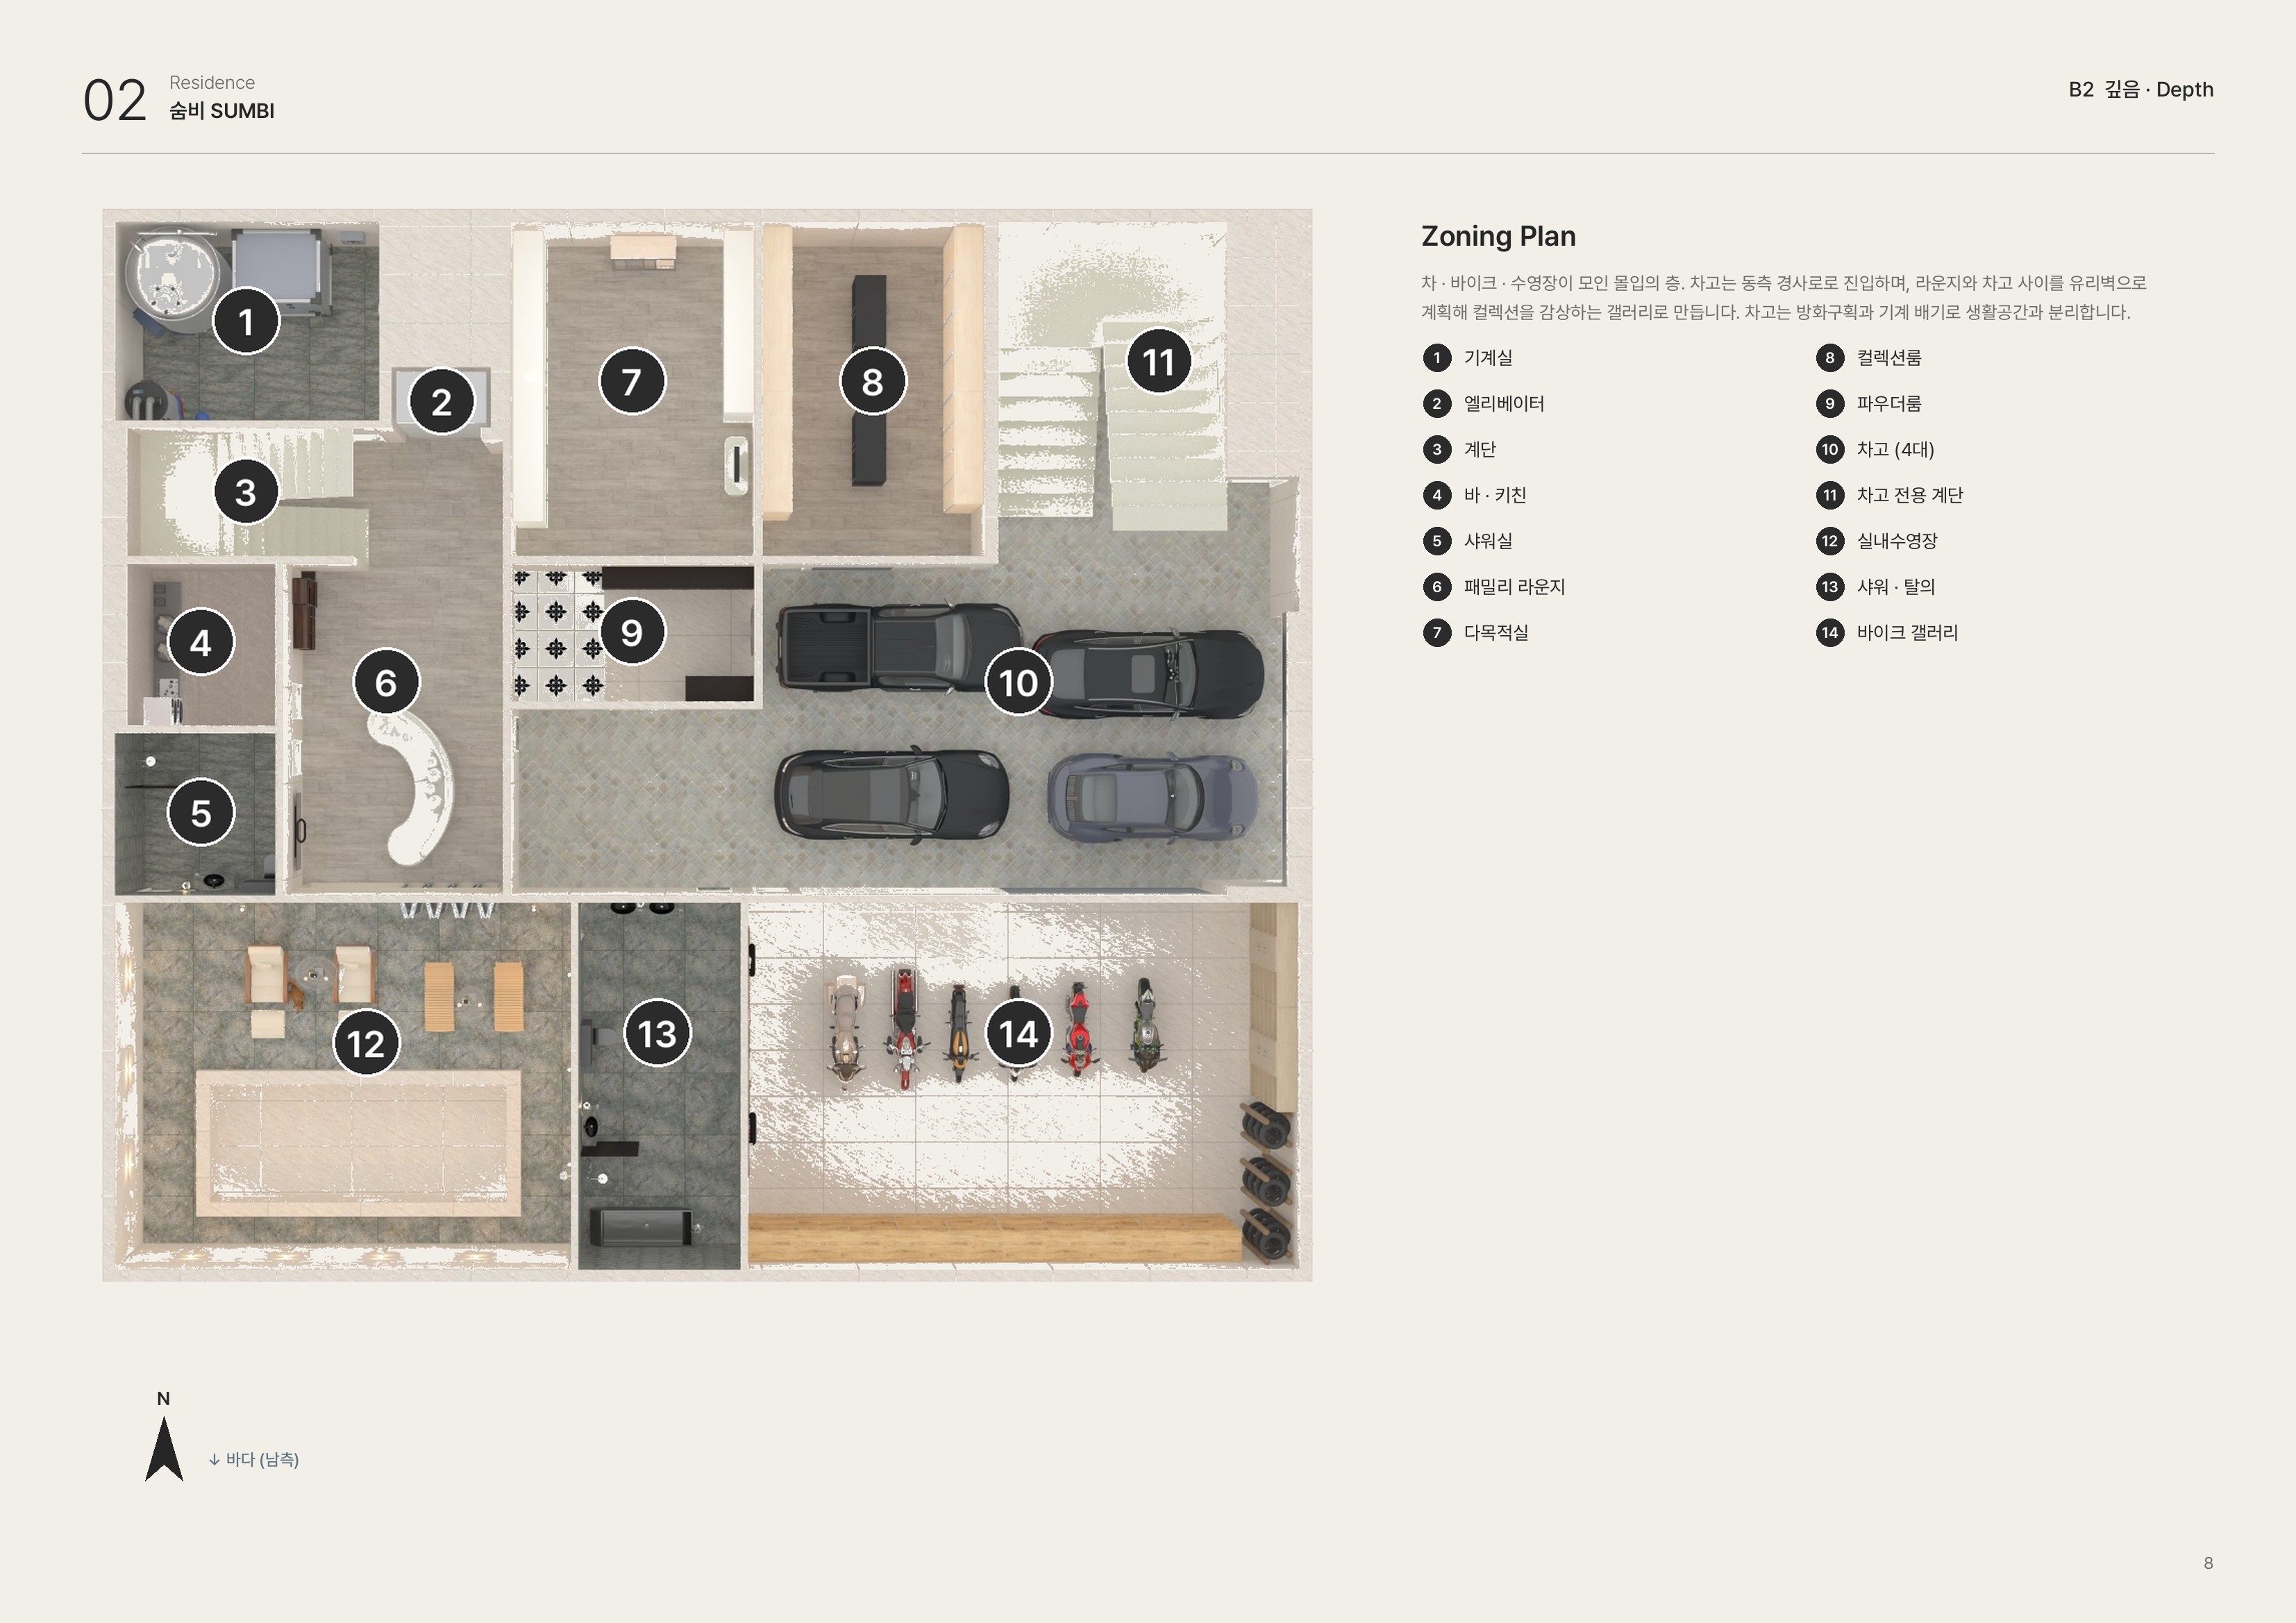 02
Residence
숨비 SUMBI
B2 깊음 · Depth
1
2
3
4
5
6
7
8
9
10
11
12
13
14
Zoning Plan
차 · 바이크 · 수영장이 모인 몰입의 층. 차고는 동측 경사로로 진입하며, 라운지와 차고 사이를 유리벽으로
계획해 컬렉션을 감상하는 갤러리로 만듭니다. 차고는 방화구획과 기계 배기로 생활공간과 분리합니다.
1 기계실
2 엘리베이터
3 계단
4 바 · 키친
5 샤워실
6 패밀리 라운지
7 다목적실
8 컬렉션룸
9 파우더룸
10 차고 (4대)
11 차고 전용 계단
12 실내수영장
13 샤워 · 탈의
14 바이크 갤러리
N
↓ 바다 (남측)
8